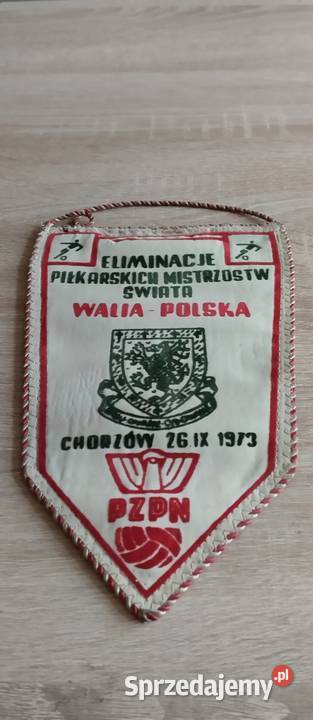 ELIMINACJE
PIŁKARSKICH MISTRZOSTW
ŚWIATA
WALIA - POLSKA
CHORZÓW 26 IX 1973
PZPN
Sprzedajemy.pl